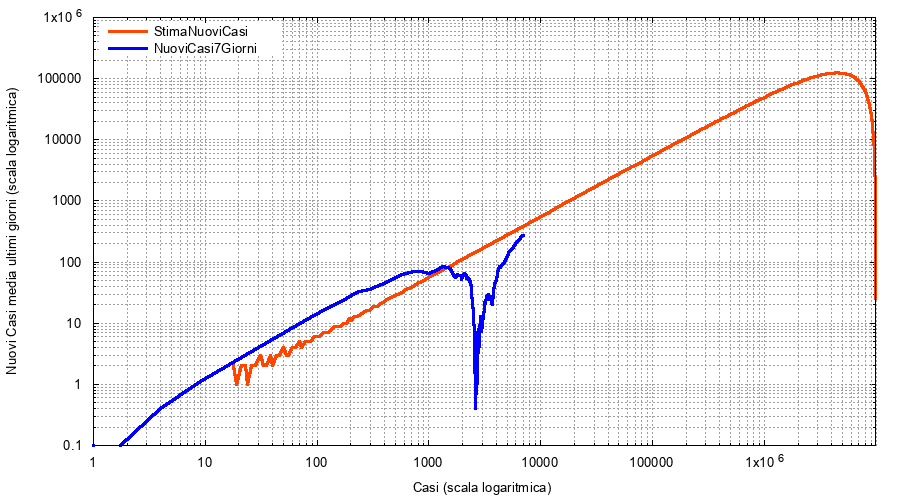 1x10 6
100000
10000
1000
100
10
1
0.1
StimaNuoviCasi
NuoviCasi7Giorni
Nuovi Casi media ultimi giorni (scala logaritmica)
1 10 100 1000 10000 100000 1x10 6
Casi (scala logaritmica)